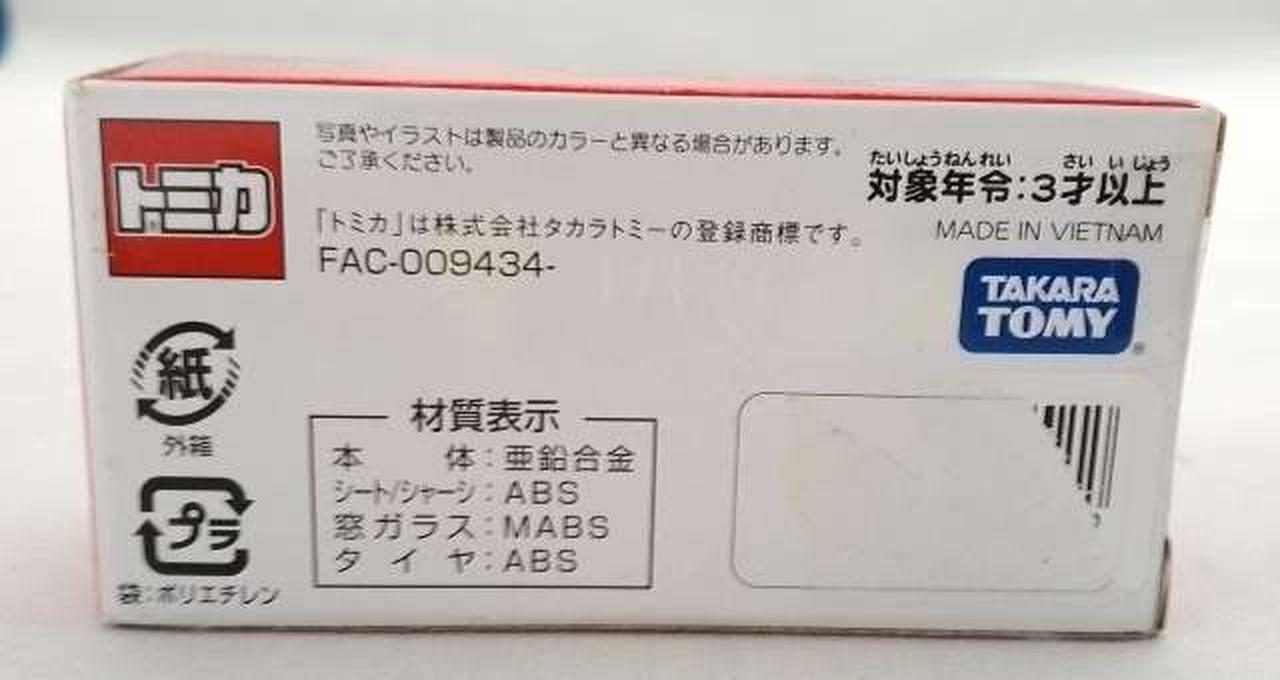 トミカ
写真やイラストは製品のカラーと異なる場合があります。
ご了承ください。
「トミカ」は株式会社タカラトミーの登録商標です。
FAC-009434-
たいしょうねんれい さい い じょう
対象年令:3才以上
MADE IN VIETNAM
TAKARA
TOMY
紙
外箱
プラ
袋:ポリエチレン
材質表示
本体:亜鉛合金
シート/シャーシ:ABS
窓ガラス:MABS
タイヤ:ABS